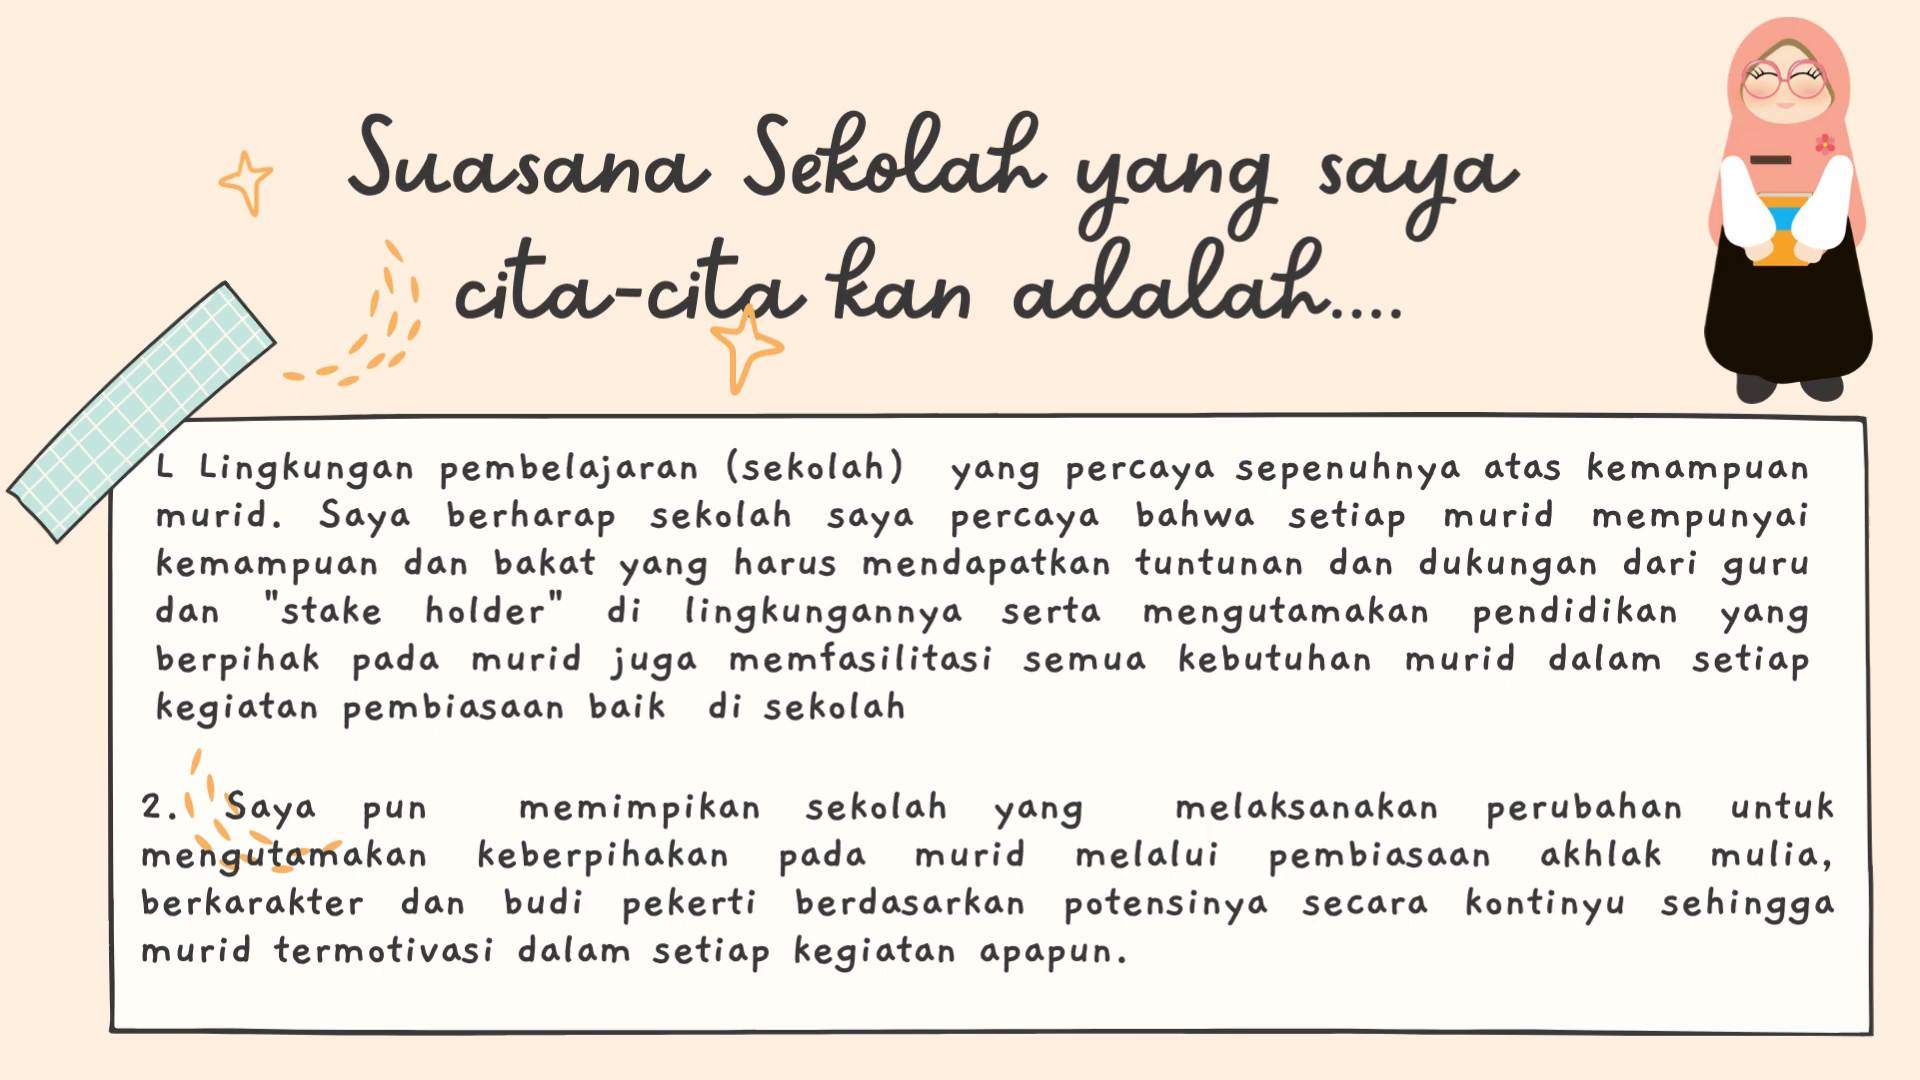 Suasana Sekolah yang saya
cita-cita kan adalah....
L Lingkungan pembelajaran (sekolah) yang percaya sepenuhnya atas kemampuan
murid. Saya berharap sekolah saya percaya bahwa setiap murid mempunyai
kemampuan dan bakat yang harus mendapatkan tuntunan dan dukungan dari guru
dan "stake holder" di lingkungannya serta mengutamakan pendidikan yang
berpihak pada murid juga memfasilitasi semua kebutuhan murid dalam setiap
kegiatan pembiasaan baik di sekolah
2. Saya pun memimpikan sekolah yang melaksanakan perubahan untuk
mengutamakan keberpihakan pada murid melalui pembiasaan akhlak mulia,
berkarakter dan budi pekerti berdasarkan potensinya secara kontinyu sehingga
murid termotivasi dalam setiap kegiatan apapun.